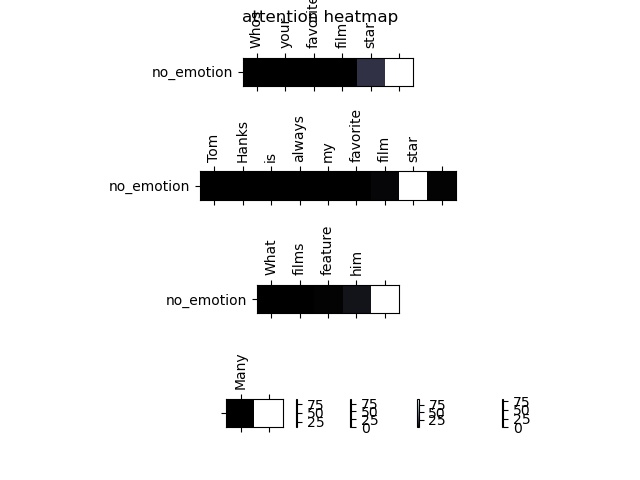 attention heatmap
Whos your favorite film star
no_emotion
Tom Hanks is always my favorite film star
no_emotion
What films feature him
no_emotion
Many
75 75 75 75
50 50 50 50
25 25 25 25
0 0